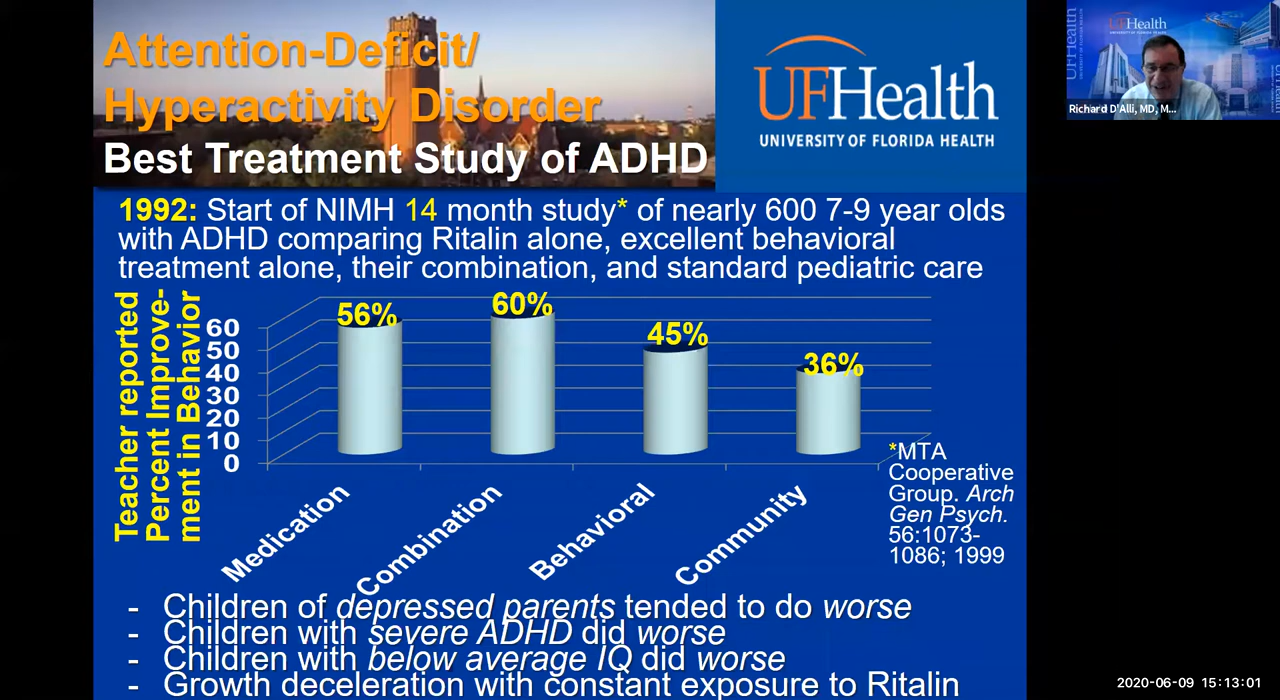 Attention-Deficit/
Hyperactivity Disorder
Best Treatment Study of ADHD
UFHealth
UNIVERSITY OF FLORIDA HEALTH
UFHealth
Richard D'Alli, MD, M...
1992: Start of NIMH 14 month study* of nearly 600 7-9 year olds
with ADHD comparing Ritalin alone, excellent behavioral
treatment alone, their combination, and standard pediatric care
Teacher reported
Percent Improve-
ment in Behavior
60
50
40
30
20
10
0
56%
60%
45%
36%
Medication
Combination
Behavioral
Community
*MTA
Cooperative
Group. Arch
Gen Psych.
56:1073-
1086; 1999
- Children of depressed parents tended to do worse
- Children with severe ADHD did worse
- Children with below average IQ did worse
- Growth deceleration with constant exposure to Ritalin
2020-06-09 15:13:01